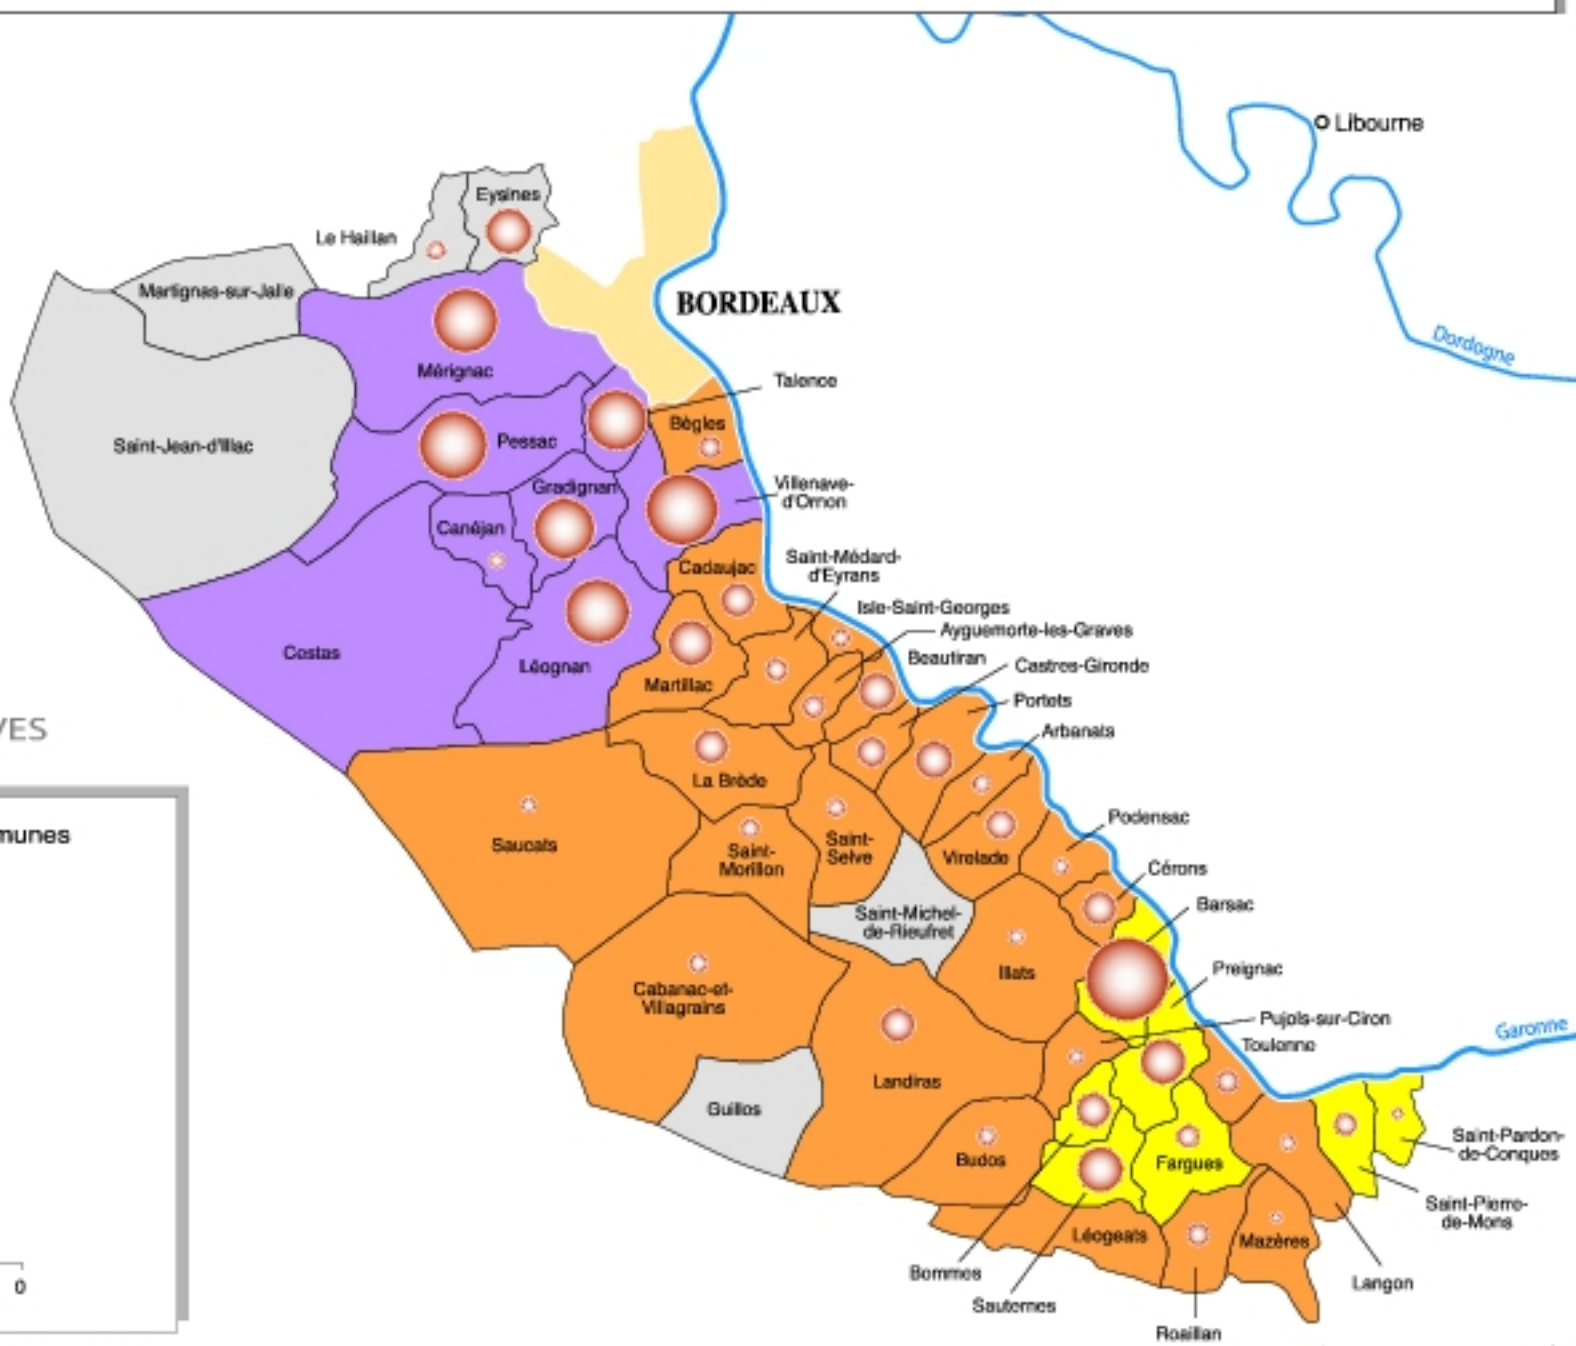 Libourne
Eysines
Le Haillan
Martignas-sur-Jalle
BORDEAUX
Dordogne
Mérignac
Talence
Bègles
Saint-Jean-d'Illac
Pessac
Gradignan
Villenave-
d'Ornon
Canéjan
Cadaujac
Saint-Médard-
d'Eyrans
Isle-Saint-Georges
Ayguemorte-les-Graves
Costas
Léognan
Beautiran
Castres-Gironde
Martillac
Portets
VES
Arbanats
La Brède
munes
Podensac
Saucats
Saint-
Morillon
Saint-
Selve
Virelade
Cérons
Barsac
Saint-Michel-
de-Rieufret
Illats
Preignac
Cabanac-et-
Villagrains
Pujols-sur-Ciron
Garonne
Toulenne
Landiras
Guillos
Saint-Pardon-
de-Conques
Budos
Fargues
Saint-Pierre-
de-Mons
Léogeats
Mazères
Bommes
0
Langon
Sauternes
Roaillan